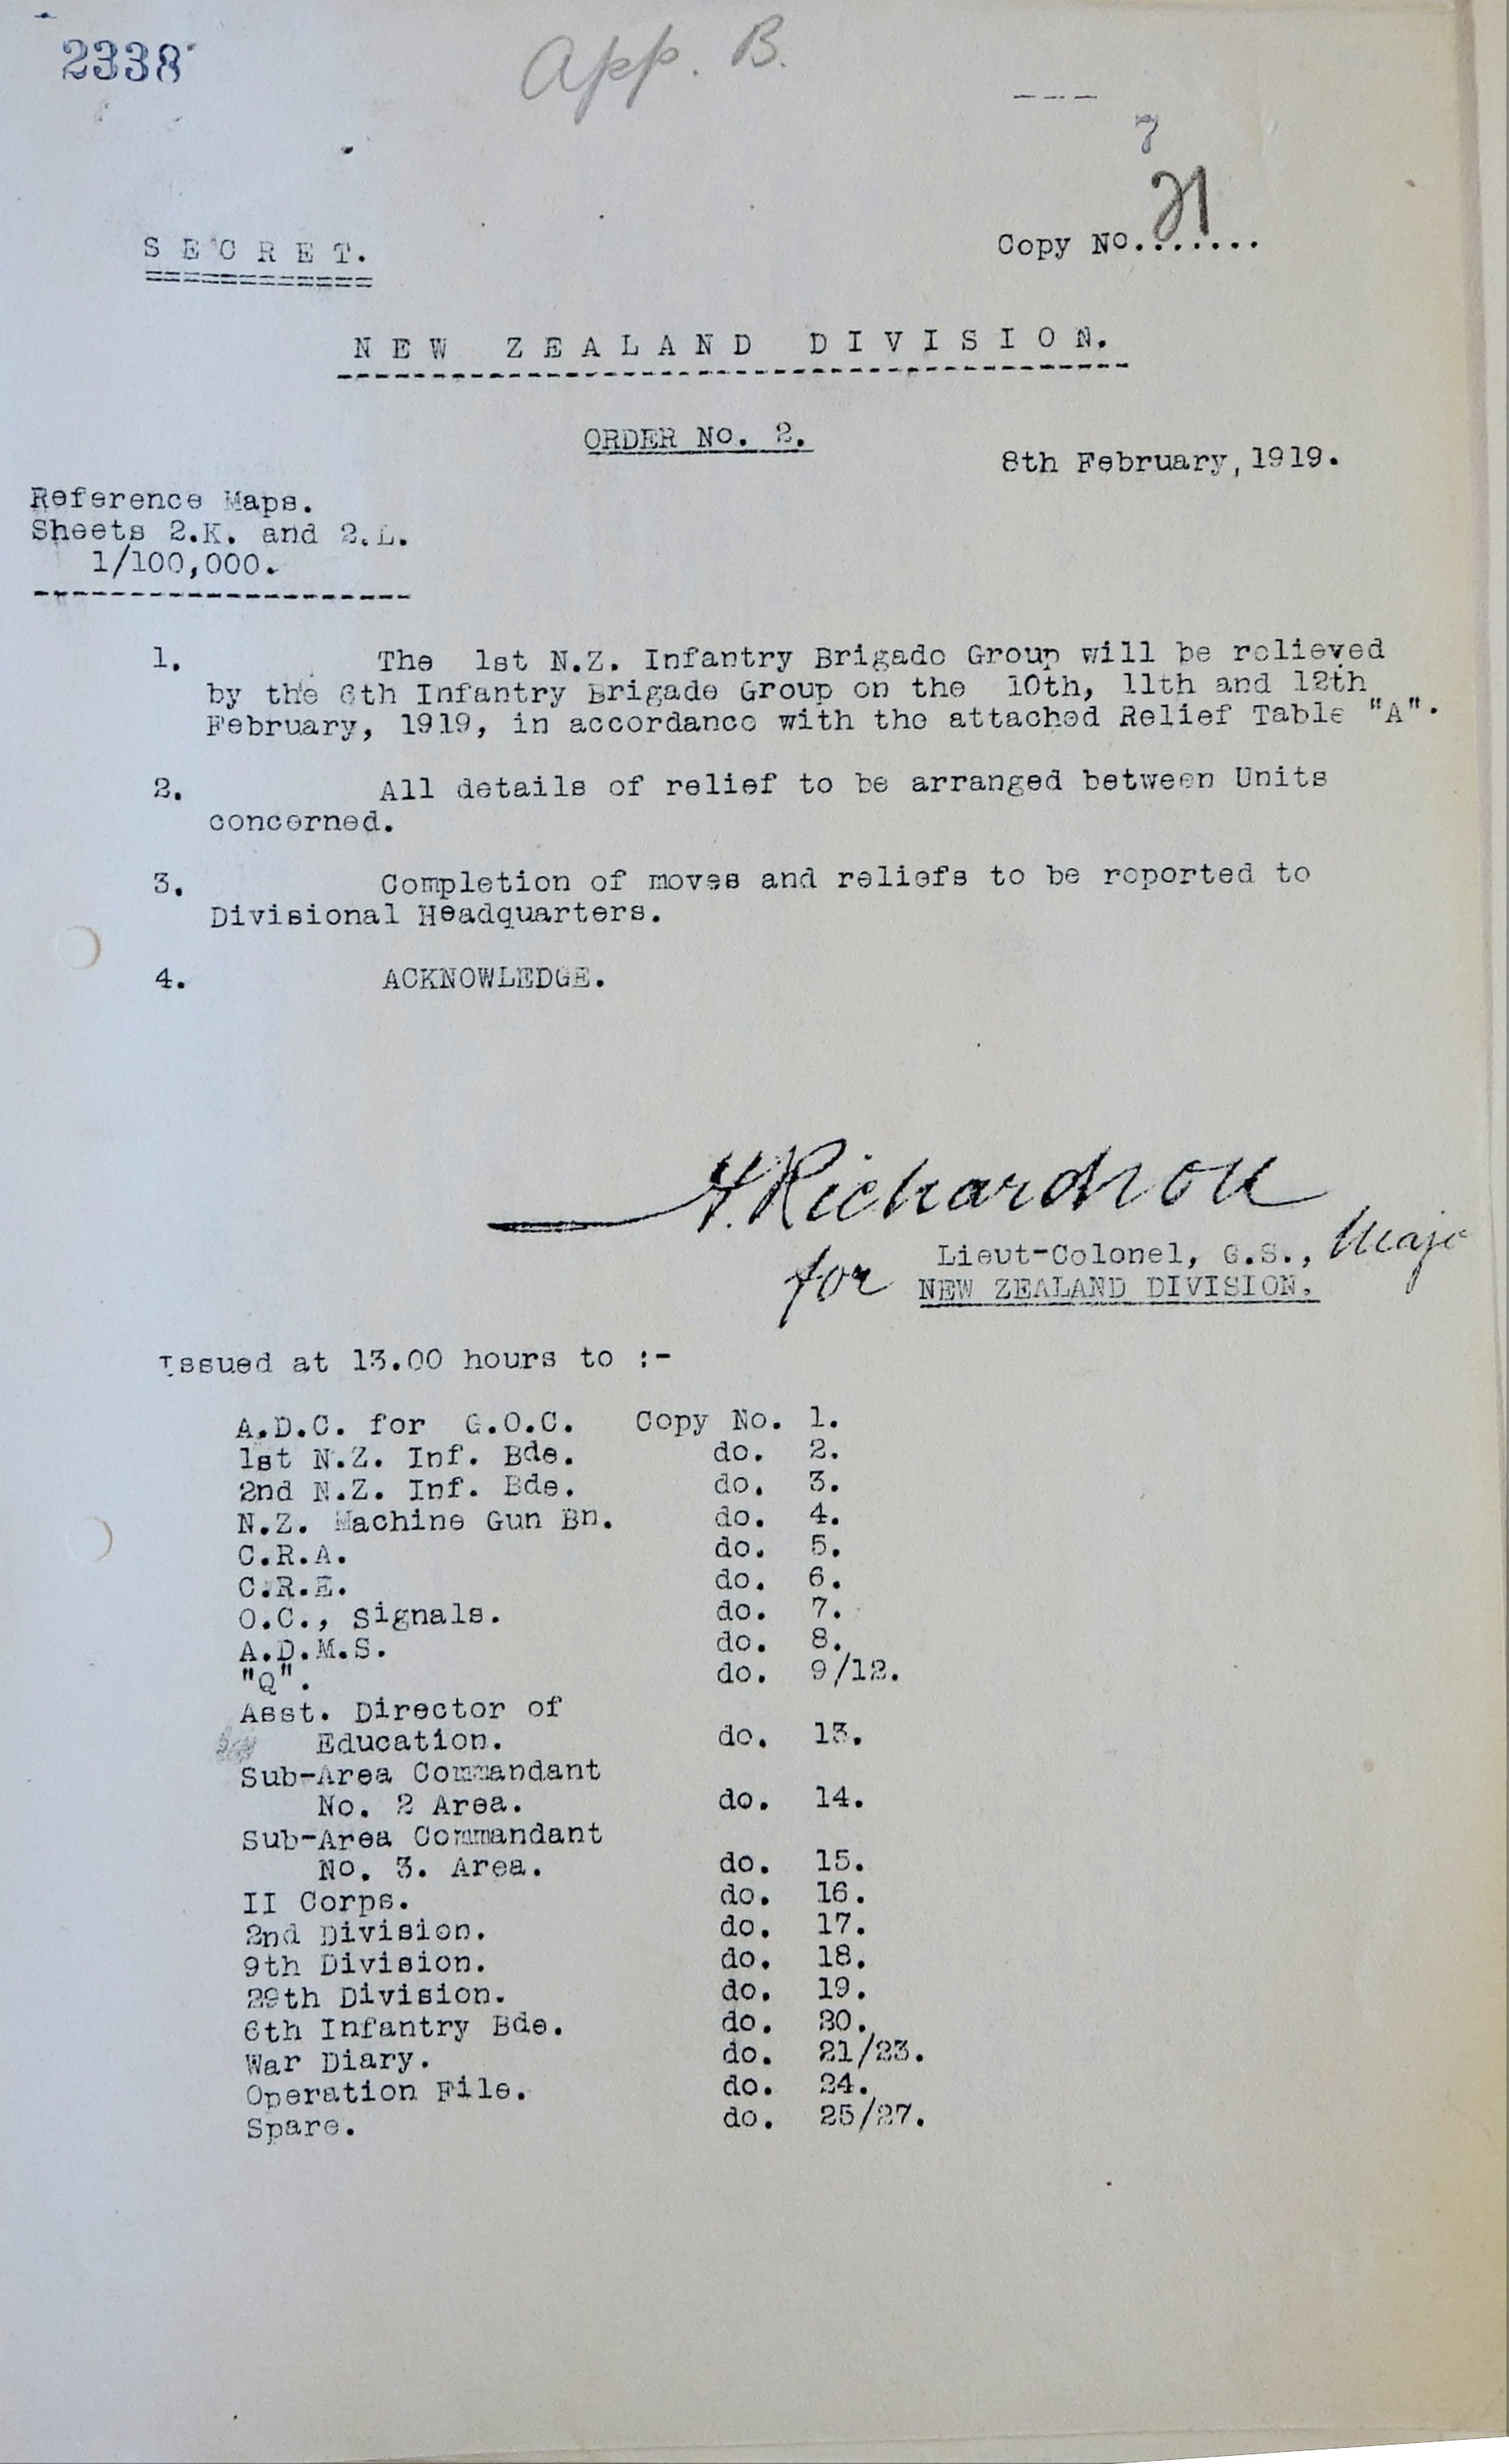 2338
App. B.
7
21
SECRET.
Copy No.......
NEW ZEALAND DIVISION.
ORDER No. 2.
8th February, 1919.
Reference Maps.
Sheets 2.K. and 2.L.
1/100,000.
1. The 1st N.Z. Infantry Brigade Group will be relieved
by the 6th Infantry Brigade Group on the 10th, 11th and 12th
February, 1919, in accordance with the attached Relief Table "A".
2. All details of relief to be arranged between Units
concerned.
3. Completion of moves and reliefs to be reported to
Divisional Headquarters.
4. ACKNOWLEDGE.
Richardson
Lieut-Colonel, G.S., Majo
for NEW ZEALAND DIVISION.
Issued at 13.00 hours to :-
A.D.C. for G.O.C. Copy No. 1.
1st N.Z. Inf. Bde. do. 2.
2nd N.Z. Inf. Bde. do. 3.
N.Z. Machine Gun Bn. do. 4.
C.R.A. do. 5.
C.R.E. do. 6.
O.C., Signals. do. 7.
A.D.M.S. do. 8.
"Q". do. 9/12.
Asst. Director of
Education. do. 13.
Sub-Area Commandant
No. 2 Area. do. 14.
Sub-Area Commandant
No. 3. Area. do. 15.
II Corps. do. 16.
2nd Division. do. 17.
9th Division. do. 18.
29th Division. do. 19.
6th Infantry Bde. do. 20.
War Diary. do. 21/23.
Operation File. do. 24.
Spare. do. 25/27.